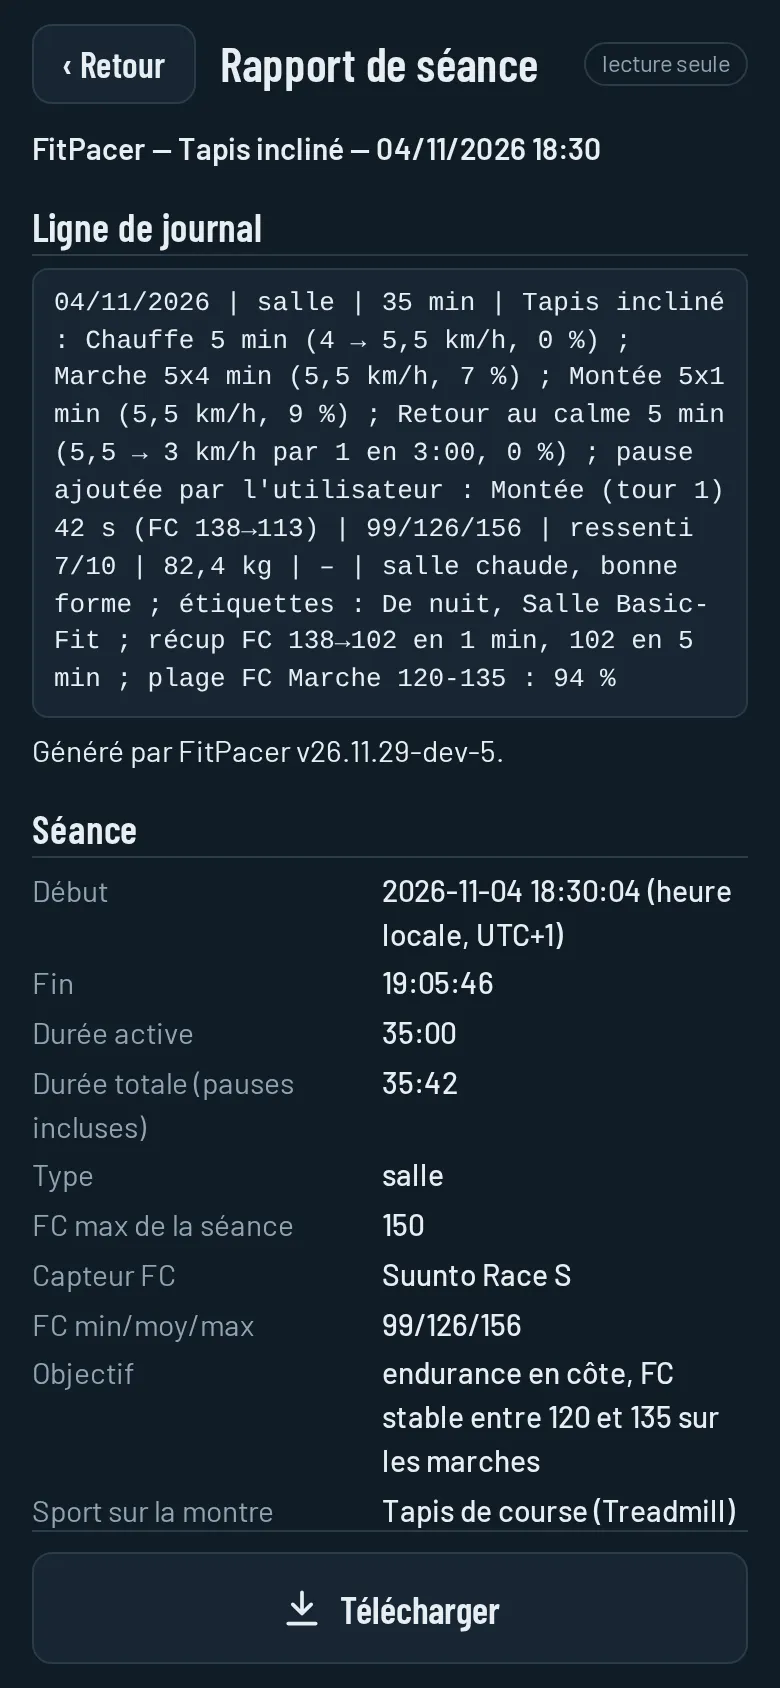 ‹ Retour
Rapport de séance
lecture seule
FitPacer – Tapis incliné – 04/11/2026 18:30
Ligne de journal
04/11/2026 | salle | 35 min | Tapis incliné
: Chauffe 5 min (4 → 5,5 km/h, 0 %) ;
Marche 5x4 min (5,5 km/h, 7 %) ; Montée 5x1
min (5,5 km/h, 9 %) ; Retour au calme 5 min
(5,5 → 3 km/h par 1 en 3:00, 0 %) ; pause
ajoutée par l'utilisateur : Montée (tour 1)
42 s (FC 138→113) | 99/126/156 | ressenti
7/10 | 82,4 kg | – | salle chaude, bonne
forme ; étiquettes : De nuit, Salle Basic-
Fit ; récup FC 138→102 en 1 min, 102 en 5
min ; plage FC Marche 120-135 : 94 %
Généré par FitPacer v26.11.29-dev-5.
Séance
Début
2026-11-04 18:30:04 (heure
locale, UTC+1)
Fin
19:05:46
Durée active
35:00
Durée totale (pauses
incluses)
35:42
Type
salle
FC max de la séance
150
Capteur FC
Suunto Race S
FC min/moy/max
99/126/156
Objectif
endurance en côte, FC
stable entre 120 et 135 sur
les marches
Sport sur la montre
Tapis de course (Treadmill)
Télécharger